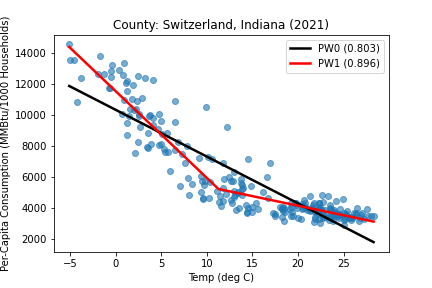 County: Switzerland, Indiana (2021)
Per-Capita Consumption (MMBtu/1000 Households)
14000
12000
10000
8000
6000
4000
2000
PW0 (0.803)
PW1 (0.896)
−5 0 5 10 15 20 25
Temp (deg C)